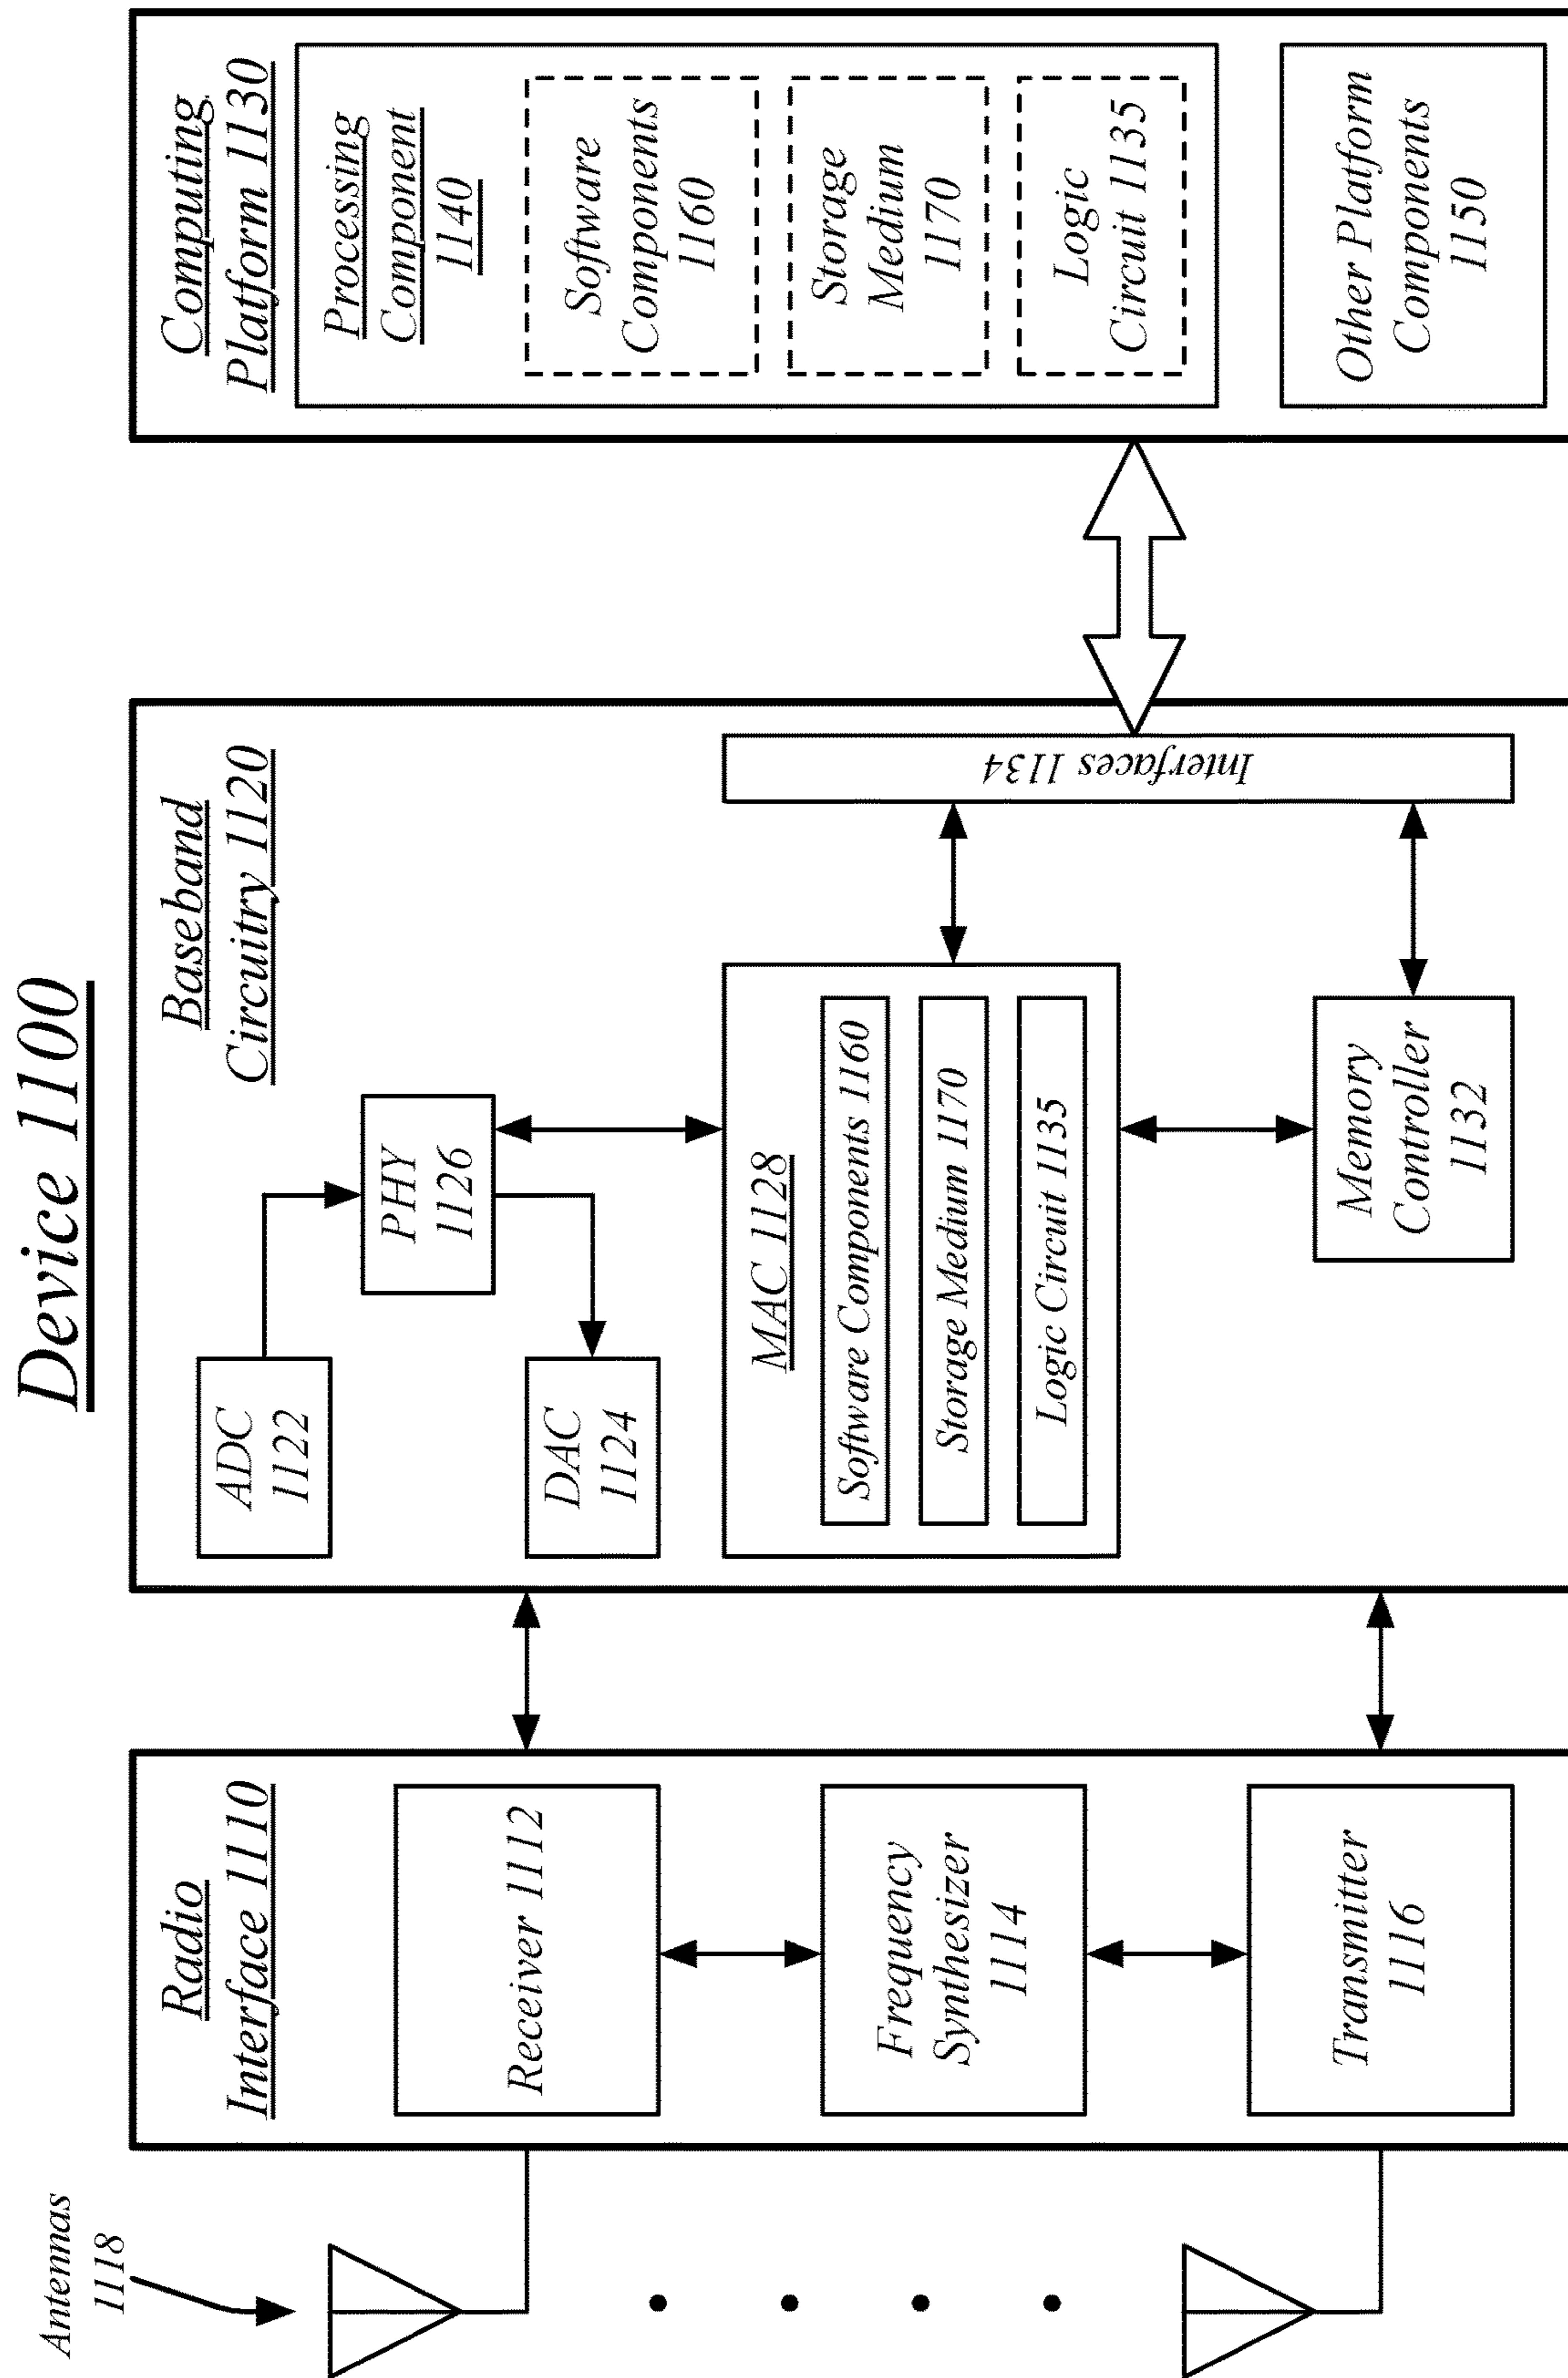 Device 1100
Antennas
1118
Radio
Interface 1110
Receiver 1112
Frequency
Synthesizer
1114
Transmitter
1116
Baseband
Circuitry 1120
ADC
1122
PHY
1126
DAC
1124
MAC 1128
Software Components 1160
Storage Medium 1170
Logic Circuit 1135
Interfaces 1134
Memory
Controller
1132
Computing
Platform 1130
Processing
Component
1140
Software
Components
1160
Storage
Medium
1170
Logic
Circuit 1135
Other Platform
Components
1150